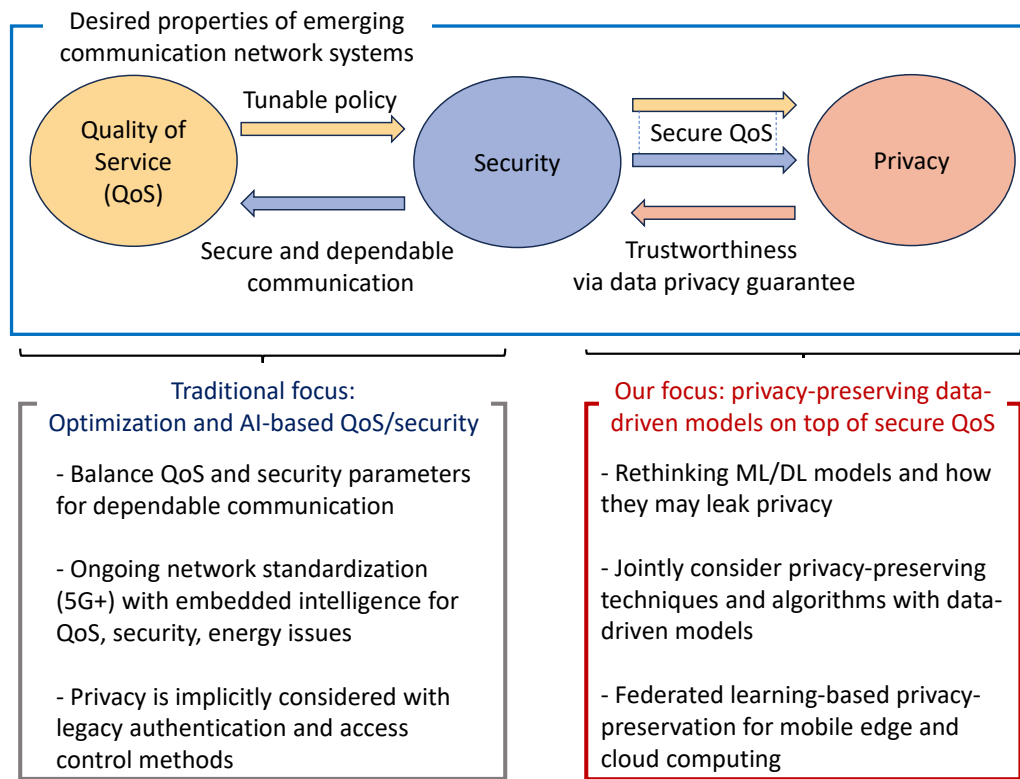 Desired properties of emerging
communication network systems
Tunable policy
Quality of
Service
(QoS)
Security
Secure QoS
Privacy
Secure and dependable
communication
Trustworthiness
via data privacy guarantee
Traditional focus:
Optimization and AI-based QoS/security
- Balance QoS and security parameters
for dependable communication
- Ongoing network standardization
(5G+) with embedded intelligence for
QoS, security, energy issues
- Privacy is implicitly considered with
legacy authentication and access
control methods
Our focus: privacy-preserving data-
driven models on top of secure QoS
- Rethinking ML/DL models and how
they may leak privacy
- Jointly consider privacy-preserving
techniques and algorithms with data-
driven models
- Federated learning-based privacy-
preservation for mobile edge and
cloud computing